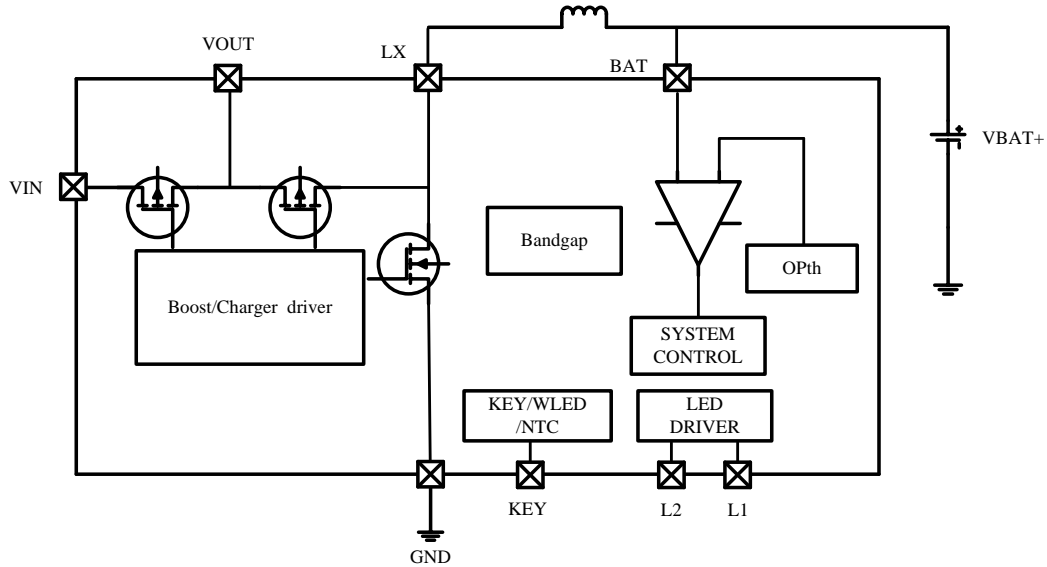 VOUT
LX
BAT
VBAT+
VIN
Bandgap
OPth
Boost/Charger driver
SYSTEM
CONTROL
KEY/WLED
/NTC
LED
DRIVER
KEY
L2
L1
GND